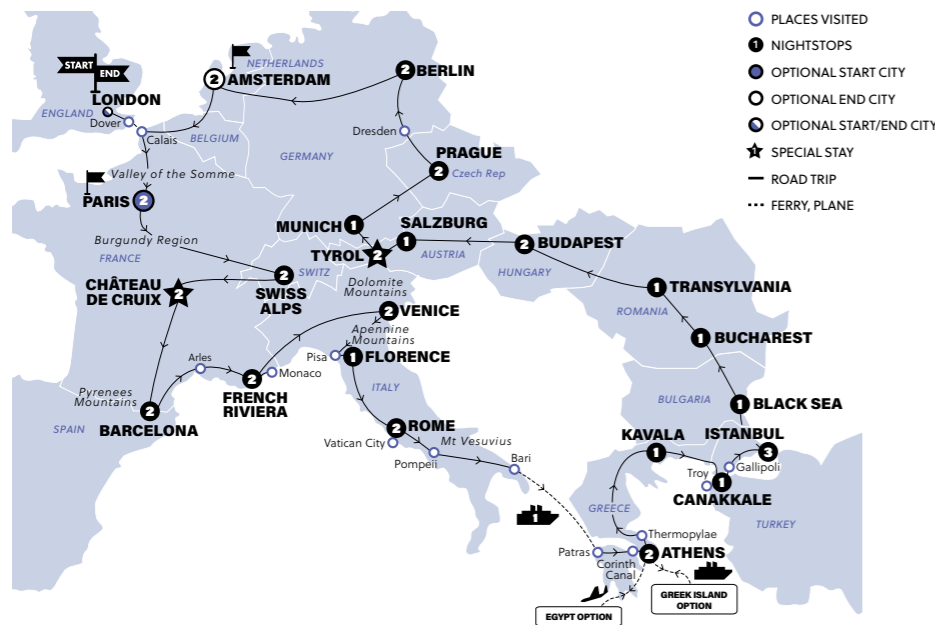 PLACES VISITED
1 NIGHTSTOPS
OPTIONAL START CITY
OPTIONAL END CITY
OPTIONAL START/END CITY
1 SPECIAL STAY
ROAD TRIP
FERRY, PLANE
START
END
LONDON
ENGLAND
Dover
Calais
NETHERLANDS
2 AMSTERDAM
2 BERLIN
BELGIUM
GERMANY
Dresden
PRAGUE
2
Czech Rep
Valley of the Somme
PARIS 2
Burgundy Region
FRANCE
MUNICH 1
SALZBURG
1
TYROL 2
AUSTRIA
2 BUDAPEST
HUNGARY
CHÂTEAU
DE CRUIX
2
2
SWISS
ALPS
SWITZ
Dolomite
Mountains
2 VENICE
Apennine
Mountains
Pisa
1 FLORENCE
1 TRANSYLVANIA
ROMANIA
1 BUCHAREST
Arles
2
Monaco
FRENCH
RIVIERA
Pyrenees
Mountains
2
BARCELONA
SPAIN
ITALY
2 ROME
Vatican City
Mt Vesuvius
Pompeii
Bari
BULGARIA
1 BLACK SEA
KAVALA
1
ISTANBUL
3
Gallipoli
Troy
1
CANAKKALE
TURKEY
GREECE
1
Thermopylae
Patras
Corinth
Canal
2 ATHENS
EGYPT OPTION
GREEK ISLAND
OPTION